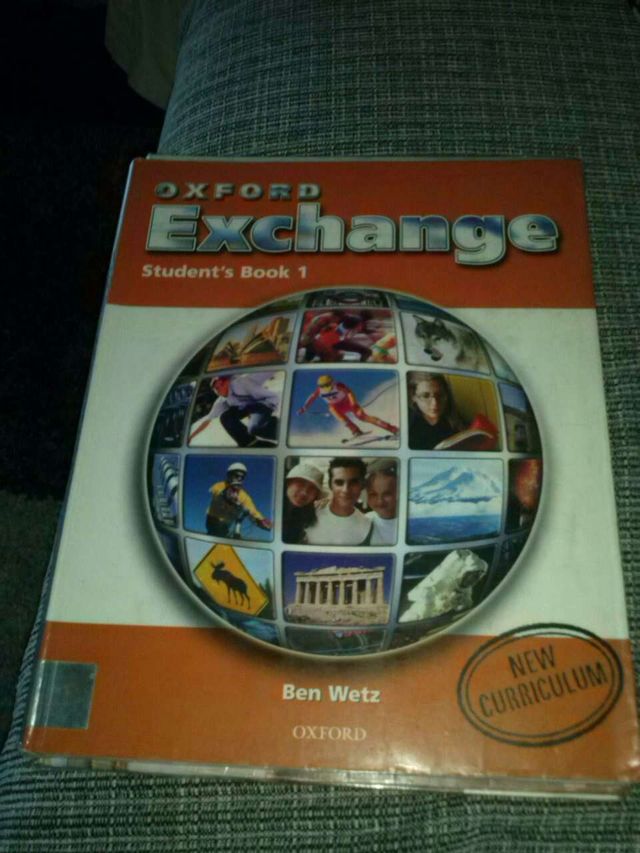 OXFORD
Exchange
Student's Book 1
Ben Wetz
OXFORD
NEW
CURRICULUM